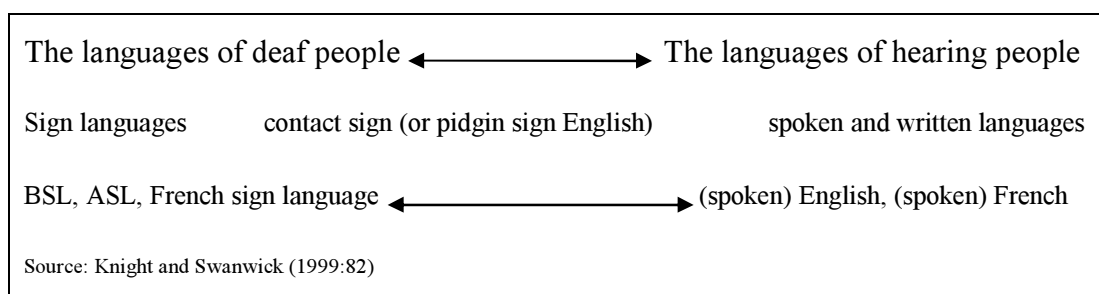 The languages of deaf people The languages of hearing people
Sign languages contact sign (or pidgin sign English) spoken and written languages
BSL, ASL, French sign language (spoken) English, (spoken) French
Source: Knight and Swanwick (1999:82)